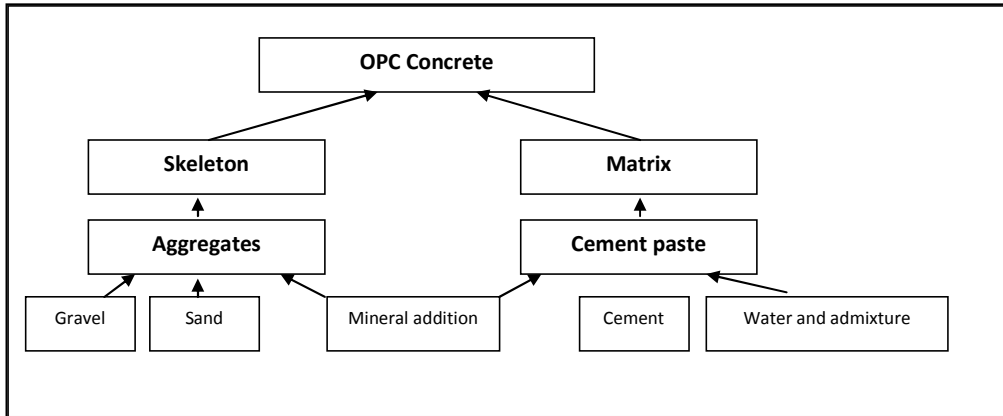 OPC Concrete
Skeleton
Matrix
Aggregates
Cement paste
Gravel
Sand
Mineral addition
Cement
Water and admixture